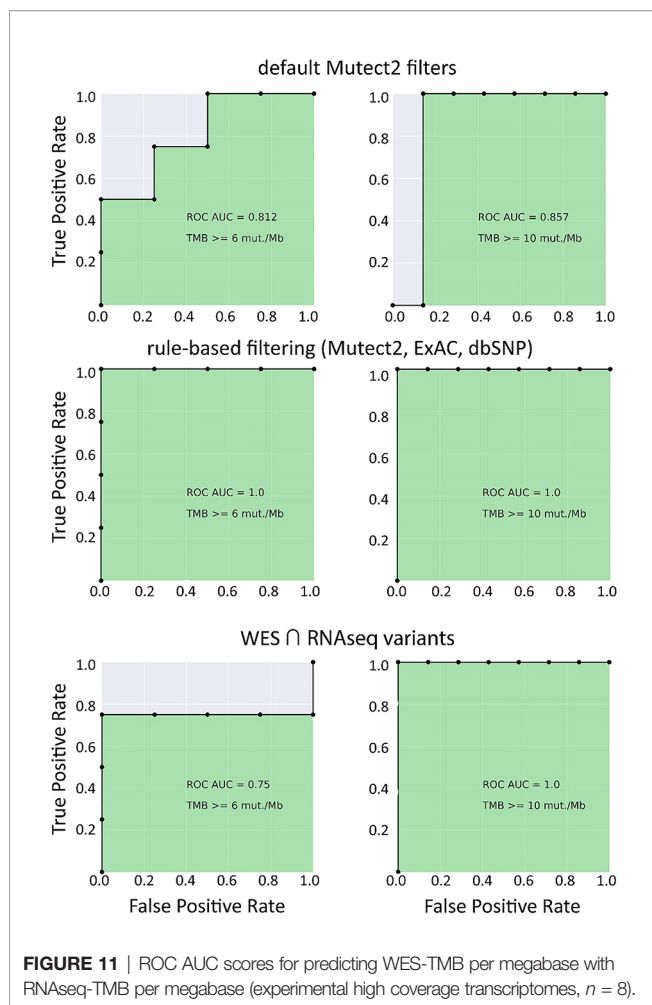 default Mutect2 filters
True Positive Rate
1.0
0.8
0.6
0.4
0.2
ROC AUC = 0.812
TMB >= 6 mut./Mb
0.0 0.2 0.4 0.6 0.8 1.0
1.0
0.8
0.6
0.4
0.2
ROC AUC = 0.857
TMB >= 10 mut./Mb
0.0 0.2 0.4 0.6 0.8 1.0
rule-based filtering (Mutect2, ExAC, dbSNP)
True Positive Rate
1.0
0.8
0.6
0.4
0.2
ROC AUC = 1.0
TMB >= 6 mut./Mb
0.0 0.2 0.4 0.6 0.8 1.0
1.0
0.8
0.6
0.4
0.2
ROC AUC = 1.0
TMB >= 10 mut./Mb
0.0 0.2 0.4 0.6 0.8 1.0
WES ∩ RNAseq variants
True Positive Rate
1.0
0.8
0.6
0.4
0.2
ROC AUC = 0.75
TMB >= 6 mut./Mb
0.0 0.2 0.4 0.6 0.8 1.0
False Positive Rate
1.0
0.8
0.6
0.4
0.2
ROC AUC = 1.0
TMB >= 10 mut./Mb
0.0 0.2 0.4 0.6 0.8 1.0
False Positive Rate
FIGURE 11 | ROC AUC scores for predicting WES-TMB per megabase with
RNAseq-TMB per megabase (experimental high coverage transcriptomes, n = 8).